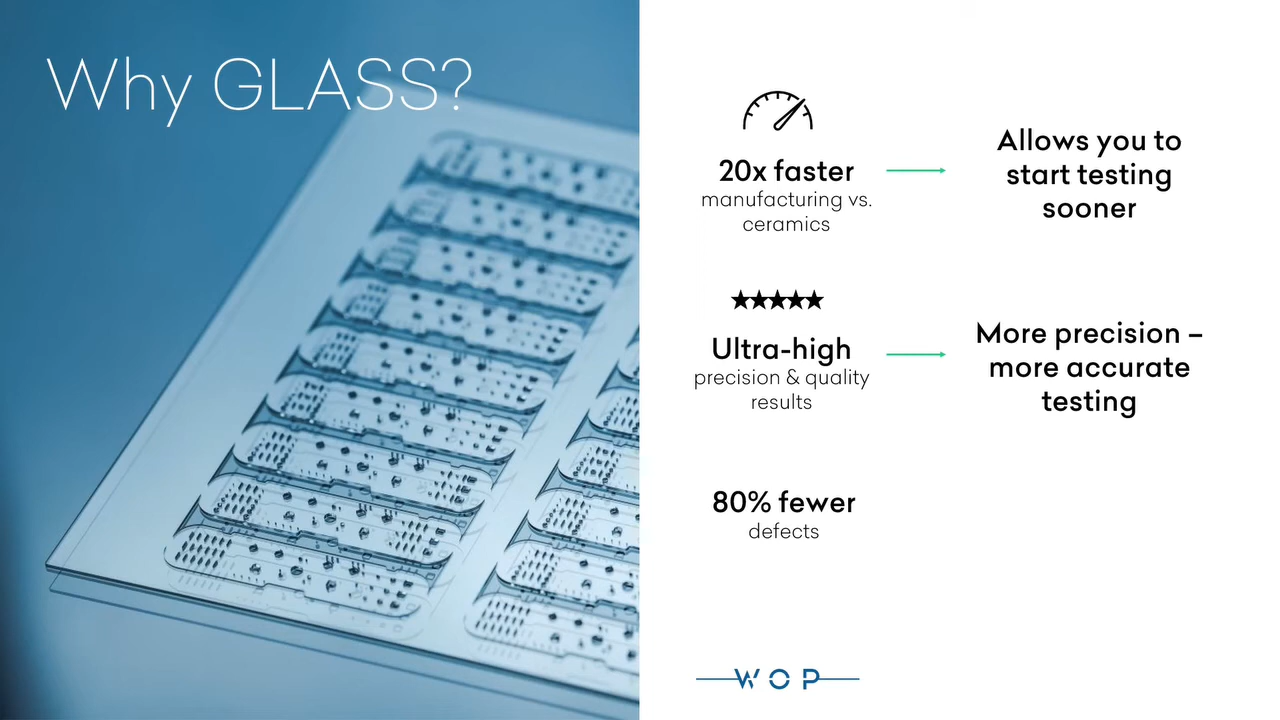 Why GLASS?
20x faster
manufacturing vs.
ceramics
Allows you to
start testing
sooner
Ultra-high
precision & quality
results
More precision –
more accurate
testing
80% fewer
defects
WOP